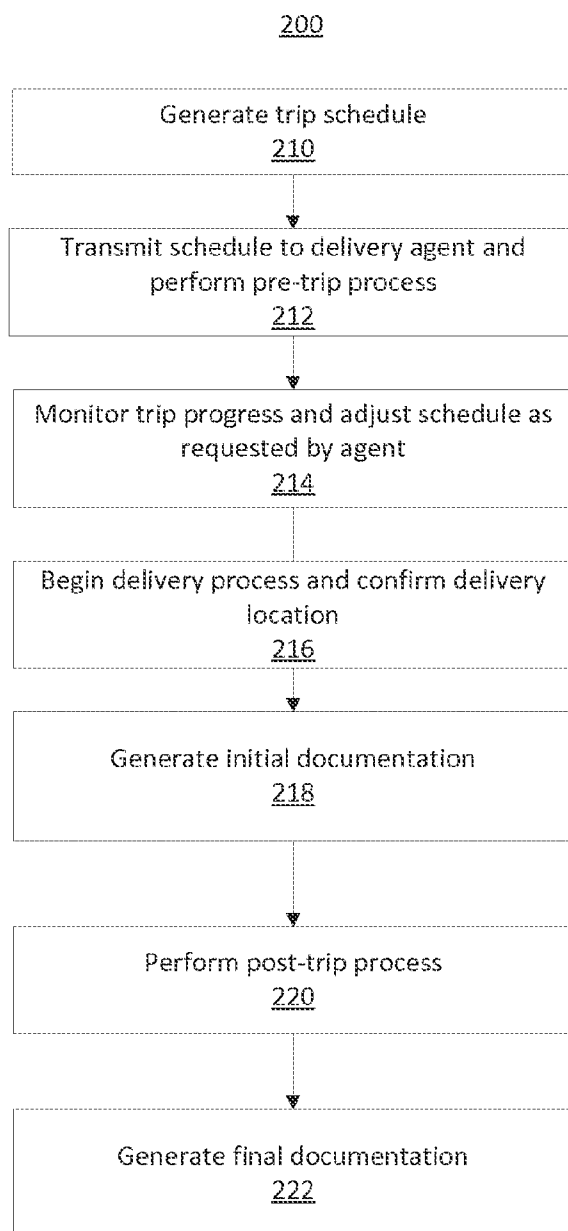 200
Generate trip schedule
210
Transmit schedule to delivery agent and
perform pre-trip process
212
Monitor trip progress and adjust schedule as
requested by agent
214
Begin delivery process and confirm delivery
location
216
Generate initial documentation
218
Perform post-trip process
220
Generate final documentation
222